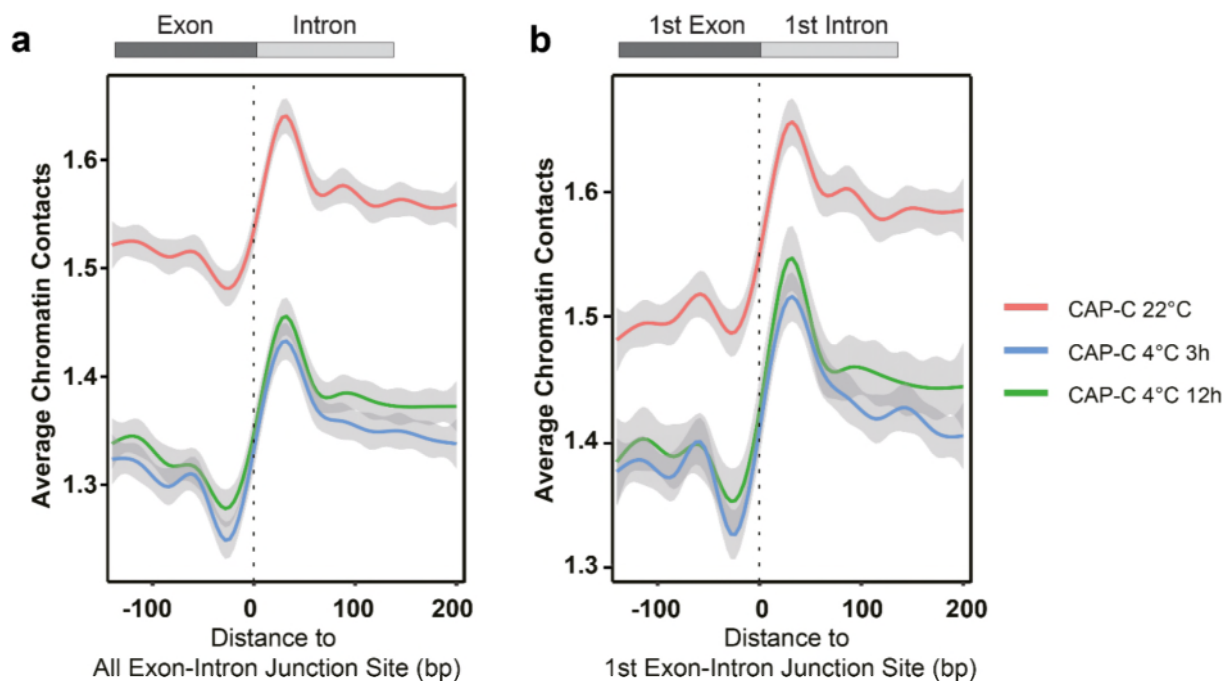 a
Exon Intron
Average Chromatin Contacts
1.6
1.5
1.4
1.3
-100 0 100 200
Distance to
All Exon-Intron Junction Site (bp)
b
1st Exon 1st Intron
Average Chromatin Contacts
1.6
1.5
1.4
1.3
-100 0 100 200
Distance to
1st Exon-Intron Junction Site (bp)
CAP-C 22°C
CAP-C 4°C 3h
CAP-C 4°C 12h